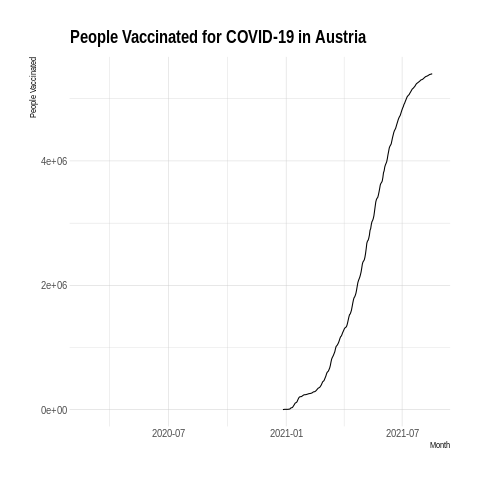 People Vaccinated for COVID-19 in Austria
People Vaccinated
4e+06
2e+06
0e+00
2020-07 2021-01 2021-07
Month